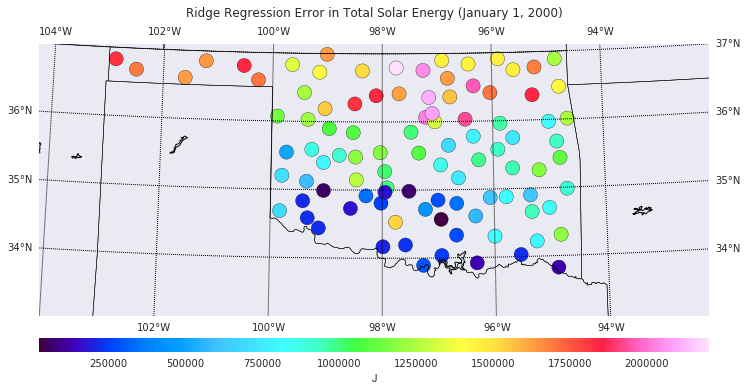 Ridge Regression Error in Total Solar Energy (January 1, 2000)
104°W 102°W 100°W 98°W 96°W 94°W
37°N
36°N 36°N
35°N 35°N
34°N 34°N
102°W 100°W 98°W 96°W 94°W
250000 500000 750000 1000000 1250000 1500000 1750000 2000000
J